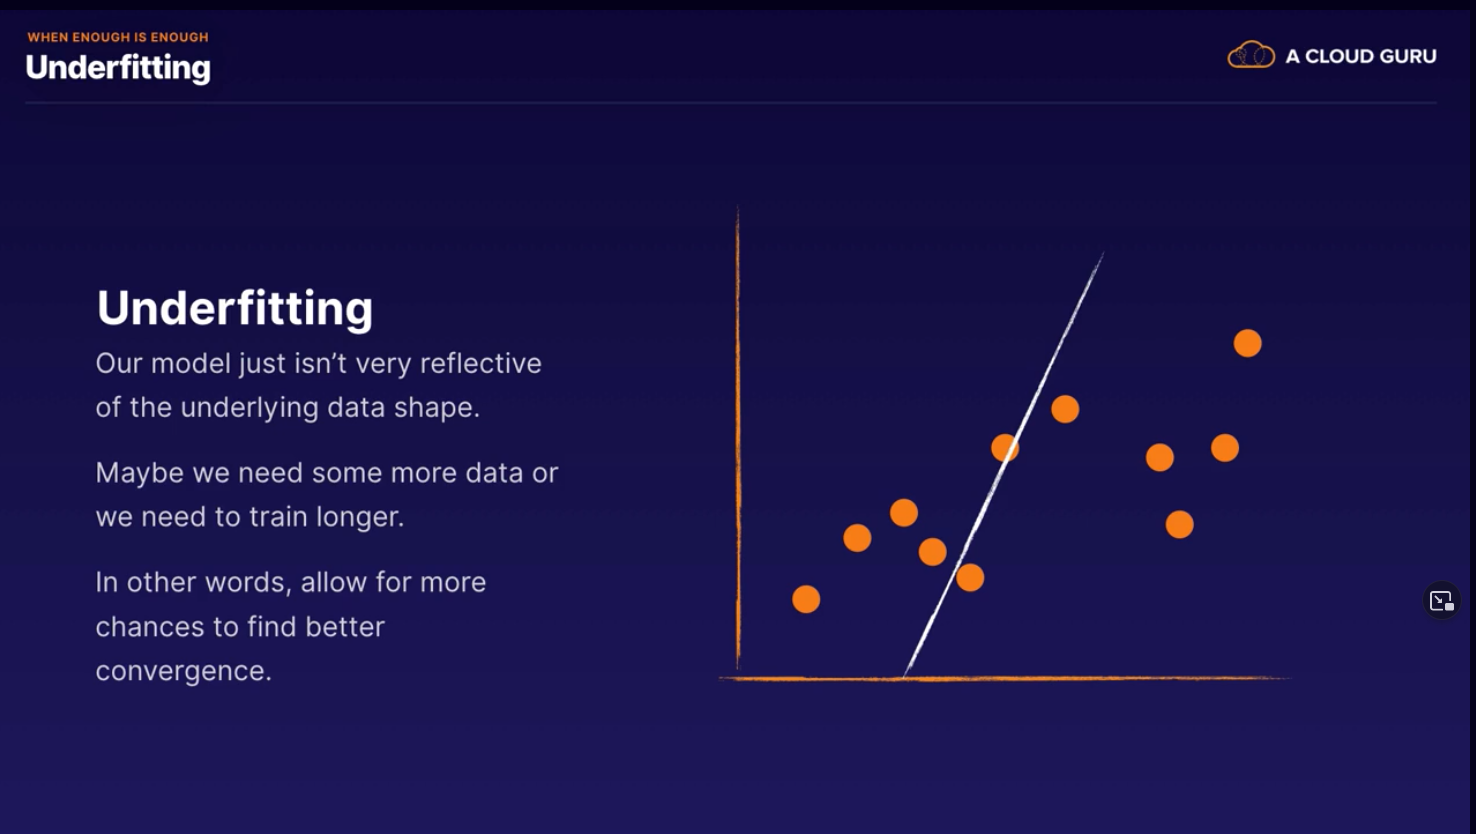 WHEN ENOUGH IS ENOUGH
Underfitting
A CLOUD GURU
Underfitting
Our model just isn’t very reflective
of the underlying data shape.
Maybe we need some more data or
we need to train longer.
In other words, allow for more
chances to find better
convergence.